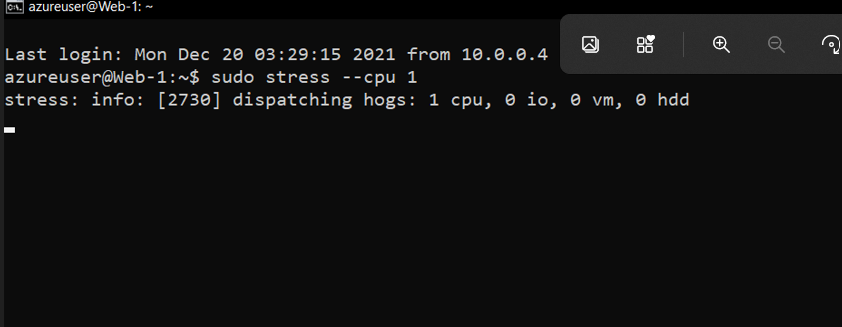 azureuser@Web-1: ~
Last login: Mon Dec 20 03:29:15 2021 from 10.0.0.4
azureuser@Web-1:~$ sudo stress --cpu 1
stress: info: [2730] dispatching hogs: 1 cpu, 0 io, 0 vm, 0 hdd